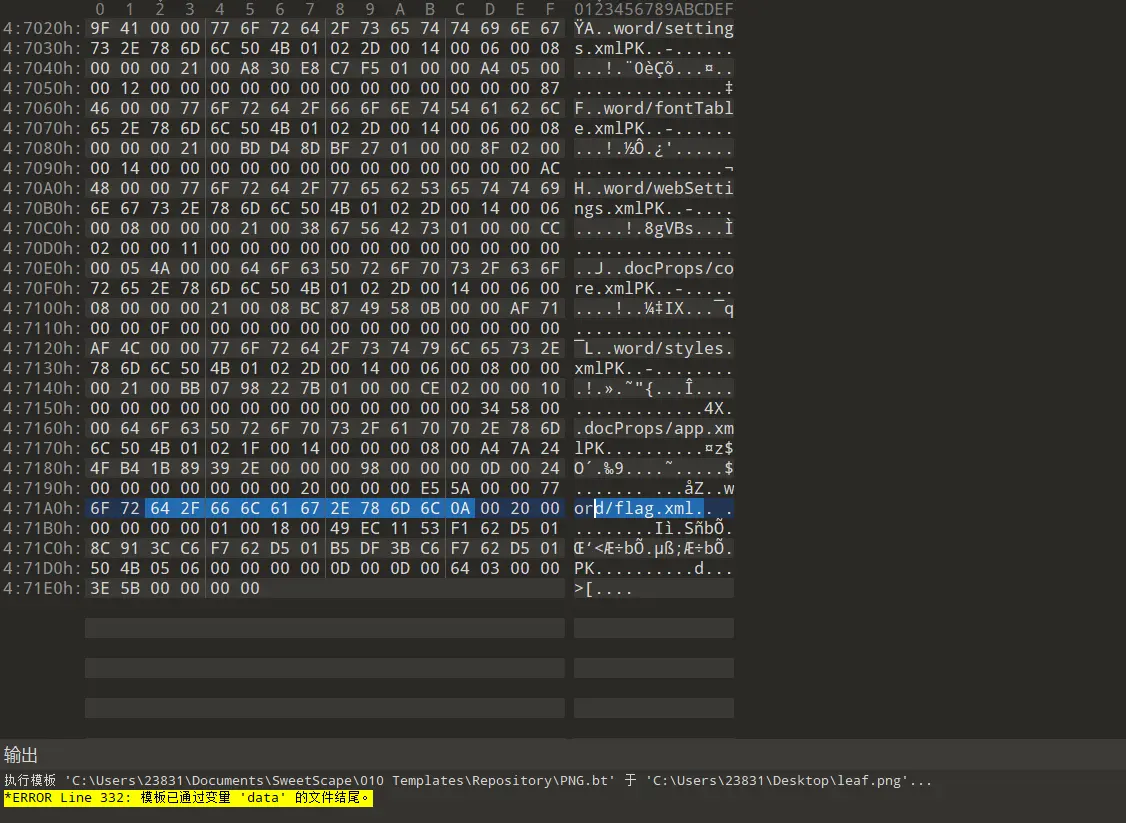 0 1 2 3 4 5 6 7 8 9 A B C D E F 0123456789ABCDEF
4:7020h: 9F 41 00 00 77 6F 72 64 2F 73 65 74 74 69 6E 67 ŸA..word/setting
4:7030h: 73 2E 78 6D 6C 50 4B 01 02 2D 00 14 00 06 00 08 s.xmlPK..-......
4:7040h: 00 00 00 21 00 A8 30 E8 C7 F5 01 00 00 A4 05 00 ...!.¨0èÇõ...¤..
4:7050h: 00 12 00 00 00 00 00 00 00 00 00 00 00 00 00 87 ...............‡
4:7060h: 46 00 00 77 6F 72 64 2F 66 6F 6E 74 54 61 62 6C F..word/fontTabl
4:7070h: 65 2E 78 6D 6C 50 4B 01 02 2D 00 14 00 06 00 08 e.xmlPK..-......
4:7080h: 00 00 00 21 00 BD D4 8D BF 27 01 00 00 8F 02 00 ...!.½Ô.¿'......
4:7090h: 00 14 00 00 00 00 00 00 00 00 00 00 00 00 00 AC ...............¬
4:70A0h: 48 00 00 77 6F 72 64 2F 77 65 62 53 65 74 74 69 H..word/webSetti
4:70B0h: 6E 67 73 2E 78 6D 6C 50 4B 01 02 2D 00 14 00 06 ngs.xmlPK..-....
4:70C0h: 00 08 00 00 00 21 00 38 67 56 42 73 01 00 00 CC .....!.8gVBs...Ì
4:70D0h: 02 00 00 11 00 00 00 00 00 00 00 00 00 00 00 00 ................
4:70E0h: 00 05 4A 00 00 64 6F 63 50 72 6F 70 73 2F 63 6F ..J..docProps/co
4:70F0h: 72 65 2E 78 6D 6C 50 4B 01 02 2D 00 14 00 06 00 re.xmlPK..-.....
4:7100h: 08 00 00 00 21 00 08 BC 87 49 58 0B 00 00 AF 71 ....!..¼‡IX...¯q
4:7110h: 00 00 0F 00 00 00 00 00 00 00 00 00 00 00 00 00 ................
4:7120h: AF 4C 00 00 77 6F 72 64 2F 73 74 79 6C 65 73 2E ¯L..word/styles.
4:7130h: 78 6D 6C 50 4B 01 02 2D 00 14 00 06 00 08 00 00 xmlPK..-........
4:7140h: 00 21 00 BB 07 98 22 7B 01 00 00 CE 02 00 00 10 .!.».˜"{...Î....
4:7150h: 00 00 00 00 00 00 00 00 00 00 00 00 00 34 58 00 .............4X.
4:7160h: 00 64 6F 63 50 72 6F 70 73 2F 61 70 70 2E 78 6D .docProps/app.xm
4:7170h: 6C 50 4B 01 02 1F 00 14 00 00 00 08 00 A4 7A 24 lPK..........¤z$
4:7180h: 4F B4 1B 89 39 2E 00 00 00 98 00 00 00 0D 00 24 O´.‰9....˜.....$
4:7190h: 00 00 00 00 00 00 00 20 00 00 00 E5 5A 00 00 77 ....... ...åZ..w
4:71A0h: 6F 72 64 2F 66 6C 61 67 2E 78 6D 6C 0A 00 20 00 ord/flag.xml.. .
4:71B0h: 00 00 00 00 01 00 18 00 49 EC 11 53 F1 62 D5 01 ........Iì.SñbÕ.
4:71C0h: 8C 91 3C C6 F7 62 D5 01 B5 DF 3B C6 F7 62 D5 01 Œ‘<Æ÷bÕ.µß;Æ÷bÕ.
4:71D0h: 50 4B 05 06 00 00 00 00 0D 00 0D 00 64 03 00 00 PK..........d...
4:71E0h: 3E 5B 00 00 00 00 >[....
输出
执行模板 'C:\Users\23831\Documents\SweetScape\010 Templates\Repository\PNG.bt' 于 'C:\Users\23831\Desktop\leaf.png'...
*ERROR Line 332: 模板已通过变量 'data' 的文件结尾。